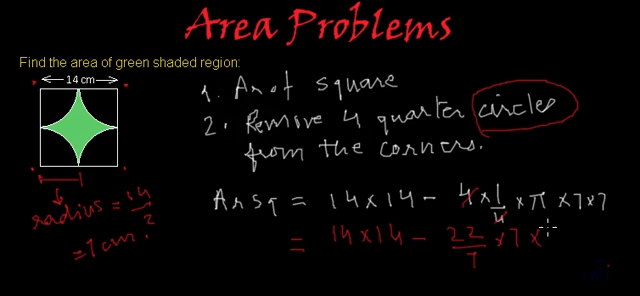 Area Problems
Find the area of green shaded region:
14 cm
1. Ar of square
2. Remove 4 quarter circles
from the corners.
Ar Sq = 14×14 - 4×1/4 ×π ×7×7
radius = 14/2
= 14×14 - 22/7 ×7×
= 7cm.